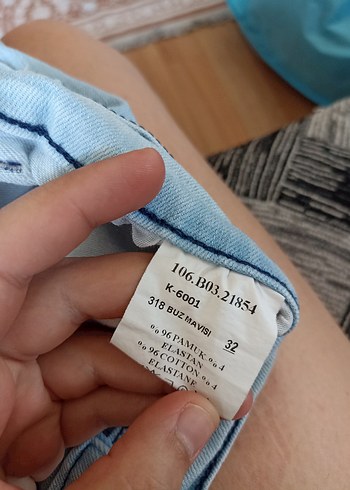 106.B03.21854
K-6001
318 BUZ MAVISI 32
%96 PAMUK %4
ELASTAN
%96 COTTON %4
ELASTANE